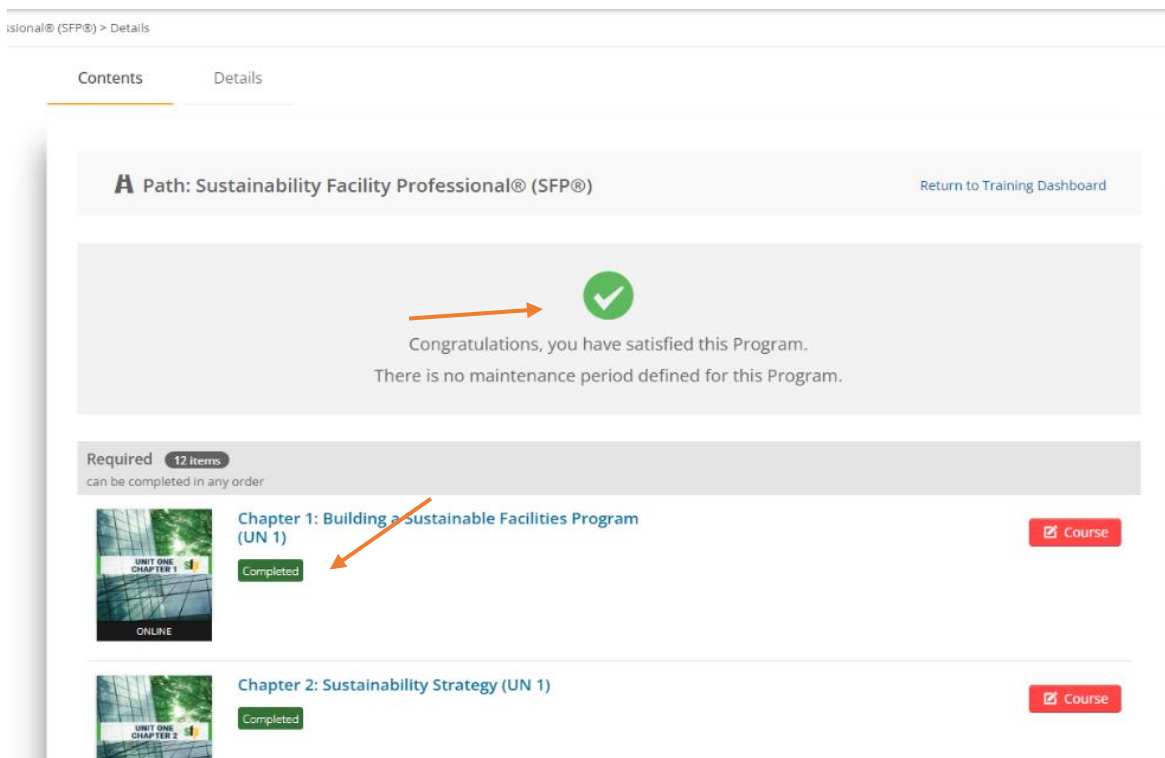 ssional® (SFP®) > Details
Contents Details
Path: Sustainability Facility Professional® (SFP®) Return to Training Dashboard
Congratulations, you have satisfied this Program.
There is no maintenance period defined for this Program.
Required 12 items
can be completed in any order
Chapter 1: Building a Sustainable Facilities Program
(UN 1)
Course
Completed
UNIT ONE
CHAPTER 1 sfp
ONLINE
Chapter 2: Sustainability Strategy (UN 1)
Course
Completed
UNIT ONE
CHAPTER 2 sfp